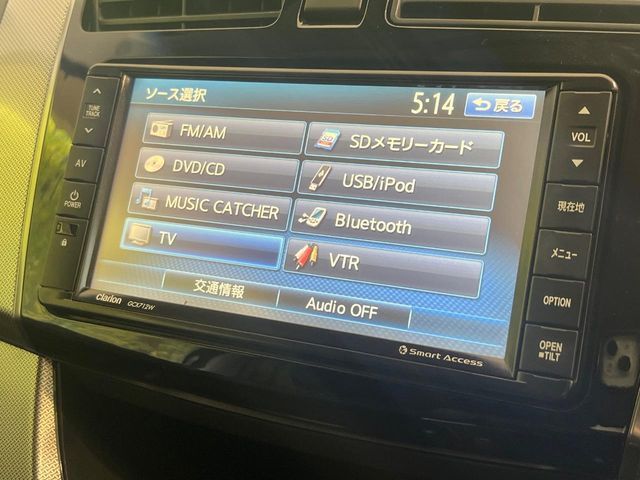 ソース選択
5:14
戻る
FM/AM
SDメモリーカード
DVD/CD
USB/iPod
MUSIC CATCHER
Bluetooth
TV
VTR
交通情報
Audio OFF
TUNE
TRACK
AV
POWER
VOL
現在地
メニュー
OPTION
OPEN
TILT
Clarion
GCX712W
Smart Access